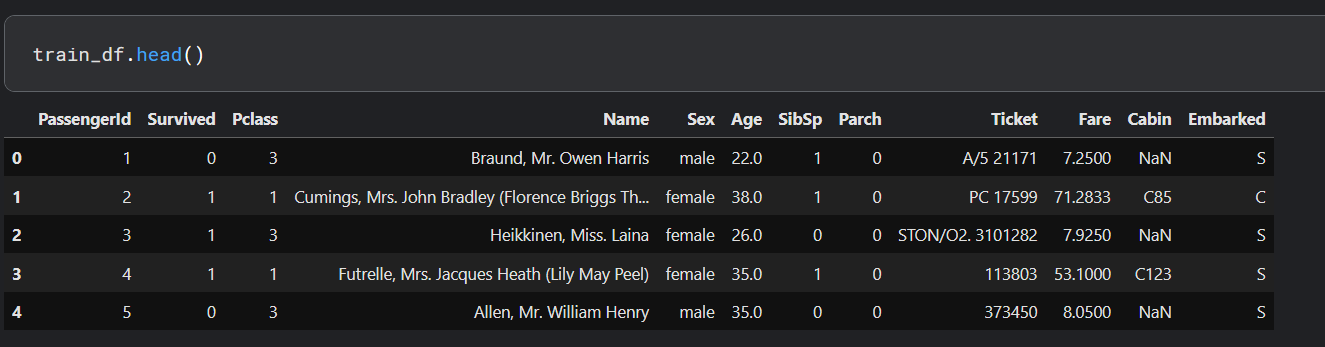 train_df.head()
PassengerId Survived Pclass Name Sex Age SibSp Parch Ticket Fare Cabin Embarked
0 1 0 3 Braund, Mr. Owen Harris male 22.0 1 0 A/5 21171 7.2500 NaN S
1 2 1 1 Cumings, Mrs. John Bradley (Florence Briggs Th... female 38.0 1 0 PC 17599 71.2833 C85 C
2 3 1 3 Heikkinen, Miss. Laina female 26.0 0 0 STON/O2. 3101282 7.9250 NaN S
3 4 1 1 Futrelle, Mrs. Jacques Heath (Lily May Peel) female 35.0 1 0 113803 53.1000 C123 S
4 5 0 3 Allen, Mr. William Henry male 35.0 0 0 373450 8.0500 NaN S